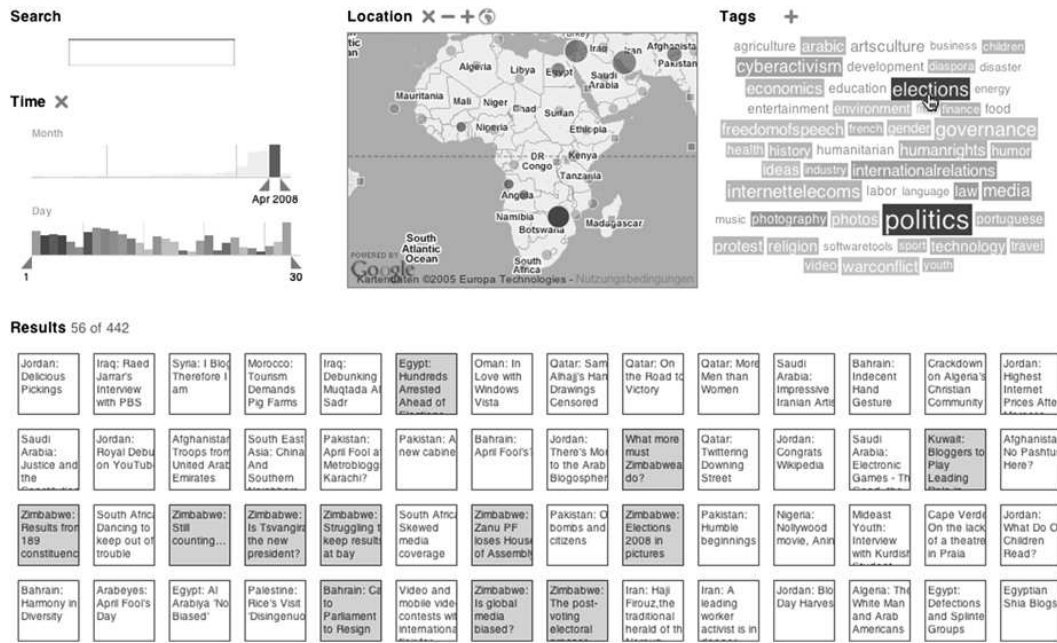 Search
Location
Tags
agriculture arabic artsculture business children
cyberactivism development diaspora disaster
economics education elections energy
entertainment environment finance food
freedomofspeech french gender governance
health history humanitarian humanrights humor
ideas industry internationalrelations
internettelecoms labor language law media
music photography photos politics portuguese
protest religion softwaretools sport technology travel
video warconflict youth
Time
Month
Apr 2008
Day
1
30
Turkey
Iraq
Iran
Afghanista
Pakistan
Algeria
Libya
Egypt
Saudi
Arabia
Mauritania
Mali
Niger
Chad
Sudan
Nigeria
Ethiopia
DR
Congo
Kenya
Tanzania
Angola
Namibia
Botswana
Madagascar
South
Atlantic
Ocean
South
Africa
POWERED BY
Google
Kartendaten ©2005 Europa Technologies - Nutzungsbedingungen
Results 56 of 442
Jordan:
Delicious
Pickings
Iraq: Raed
Jarrar's
Interview
with PBS
Syria: I Blog
Therefore I
am
Morocco:
Tourism
Demands
Pig Farms
Iraq:
Debunking
Muqtada Al
Sadr
Egypt:
Hundreds
Arrested
Ahead of
Elections
Oman: In
Love with
Windows
Vista
Qatar: Sam
Alhajj's Han
Drawings
Censored
Qatar: On
the Road to
Victory
Qatar: More
Men than
Women
Saudi
Arabia:
Impressive
Iranian Artis
Bahrain:
Indecent
Hand
Gesture
Crackdown
on Algeria's
Christian
Community
Jordan:
Highest
Internet
Prices Afte
Saudi
Arabia:
Justice and
the
Jordan:
Royal Debu
on YouTub
Afghanistan
Troops from
United Arab
Emirates
South East
Asia: China
And
Southern
Pakistan:
April Fool a
Metroblogg
Karachi?
Pakistan: A
new cabine
Bahrain:
April Fool's
Jordan:
There's Mo
to the Arab
Blogospher
What more
must
Zimbabwea
do?
Qatar:
Twittering
Downing
Street
Jordan:
Congrats
Wikipedia
Saudi
Arabia:
Electronic
Games - Th
Kuwait:
Bloggers to
Play
Leading
Afghanista
No Pashtu
Here?
Zimbabwe:
Results from
189
constituenc
South Africa
Dancing to
keep out of
trouble
Zimbabwe:
Still
counting...
Zimbabwe:
Is Tsvangira
the new
president?
Zimbabwe:
Struggling t
keep results
at bay
South Africa
Skewed
media
coverage
Zimbabwe:
Zanu PF
loses House
of Assembly
Pakistan: O
bombs and
citizens
Zimbabwe:
Elections
2008 in
pictures
Pakistan:
Humble
beginnings
Nigeria:
Nollywood
movie, Anin
Mideast
Youth:
Interview
with Kurdish
Cape Verde
On the lack
of a theatre
in Praia
Jordan:
What Do O
Children
Read?
Bahrain:
Harmony in
Diversity
Arabeyes:
April Fool's
Day
Egypt: Al
Arabiya 'No
Biased'
Palestine:
Rice's Visit
'Disingenuo
Bahrain: Ca
to
Parliament
to Resign
Video and
mobile vide
contests wit
internationa
Zimbabwe:
Is global
media
biased?
Zimbabwe:
The post-
voting
electoral
Iran: Haji
Firouz,the
traditional
herald of th
Iran: A
leading
worker
activist is in
Jordan: Blo
Day Harves
Algeria: The
White Man
and Arab
Americans
Egypt:
Defections
and Splinte
Groups
Egyptian
Shia Blogs